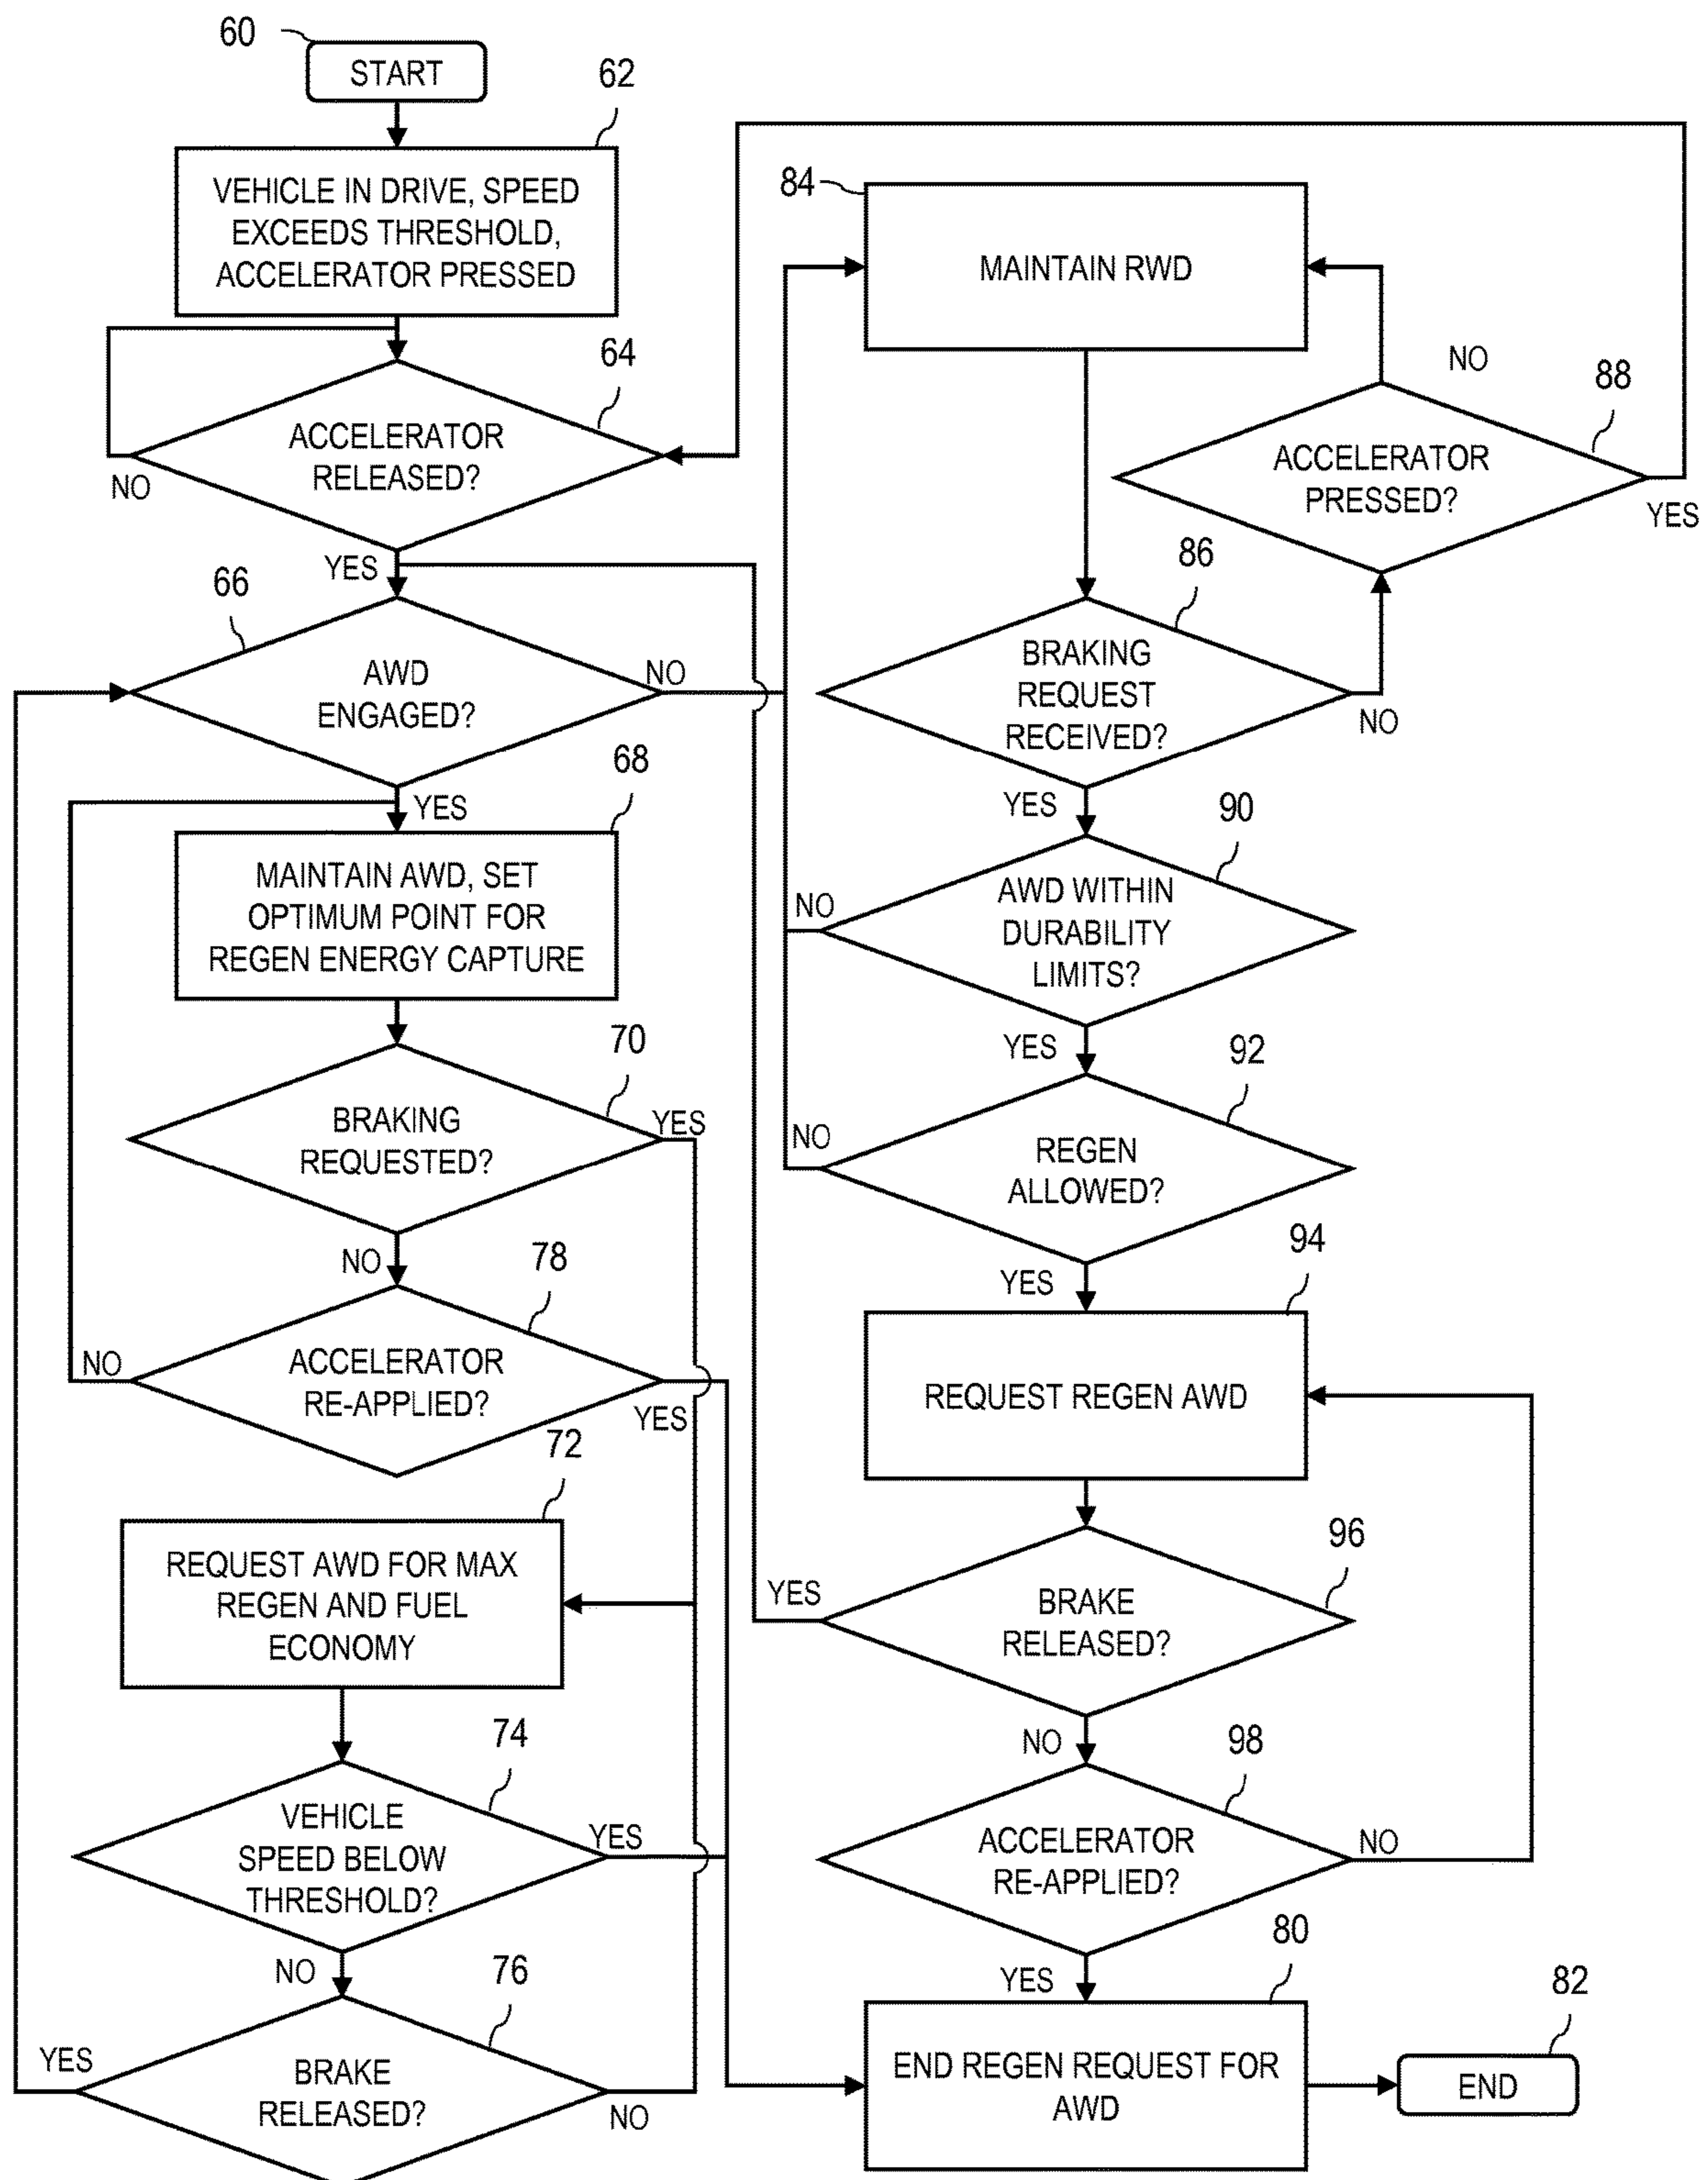 60
START
62
VEHICLE IN DRIVE, SPEED
EXCEEDS THRESHOLD,
ACCELERATOR PRESSED
64
ACCELERATOR
RELEASED?
NO
YES
66
AWD
ENGAGED?
NO
YES
68
MAINTAIN AWD, SET
OPTIMUM POINT FOR
REGEN ENERGY CAPTURE
70
BRAKING
REQUESTED?
YES
NO
78
ACCELERATOR
RE-APPLIED?
NO
YES
72
REQUEST AWD FOR MAX
REGEN AND FUEL
ECONOMY
74
VEHICLE
SPEED BELOW
THRESHOLD?
YES
NO
76
BRAKE
RELEASED?
YES
NO
84
MAINTAIN RWD
NO
88
ACCELERATOR
PRESSED?
YES
86
BRAKING
REQUEST
RECEIVED?
NO
YES
90
AWD WITHIN
DURABILITY
LIMITS?
NO
YES
92
REGEN
ALLOWED?
NO
YES
94
REQUEST REGEN AWD
96
BRAKE
RELEASED?
YES
NO
98
ACCELERATOR
RE-APPLIED?
NO
YES
80
END REGEN REQUEST FOR
AWD
82
END